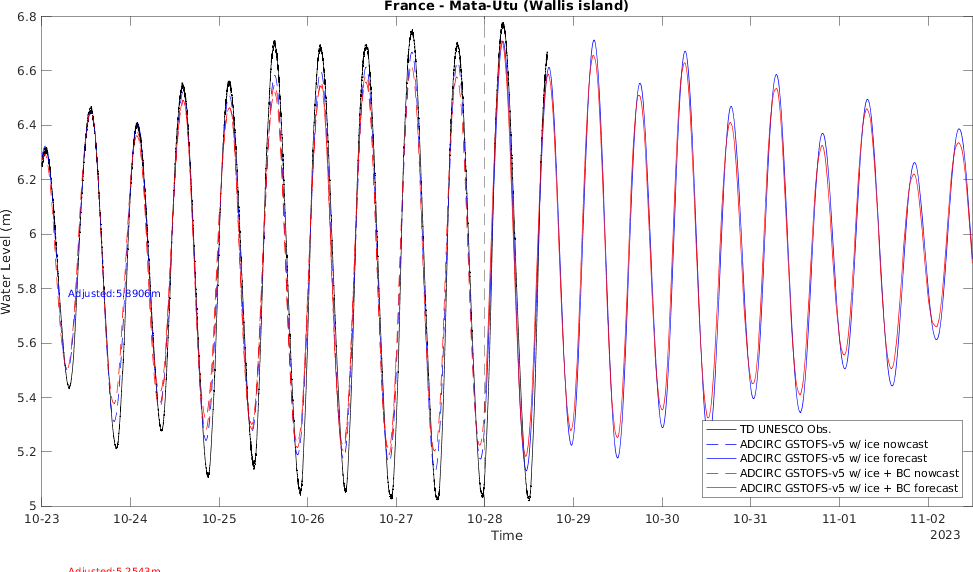 France - Mata-Utu (Wallis island)
6.8
6.6
6.4
6.2
6
5.8
5.6
5.4
5.2
5
Water Level (m)
Adjusted:5.8906m
TD UNESCO Obs.
ADCIRC GSTOFS-v5 w/ ice nowcast
ADCIRC GSTOFS-v5 w/ ice forecast
ADCIRC GSTOFS-v5 w/ ice + BC nowcast
ADCIRC GSTOFS-v5 w/ ice + BC forecast
10-23 10-24 10-25 10-26 10-27 10-28 10-29 10-30 10-31 11-01 11-02
2023
Time
Adjusted:5.2543m